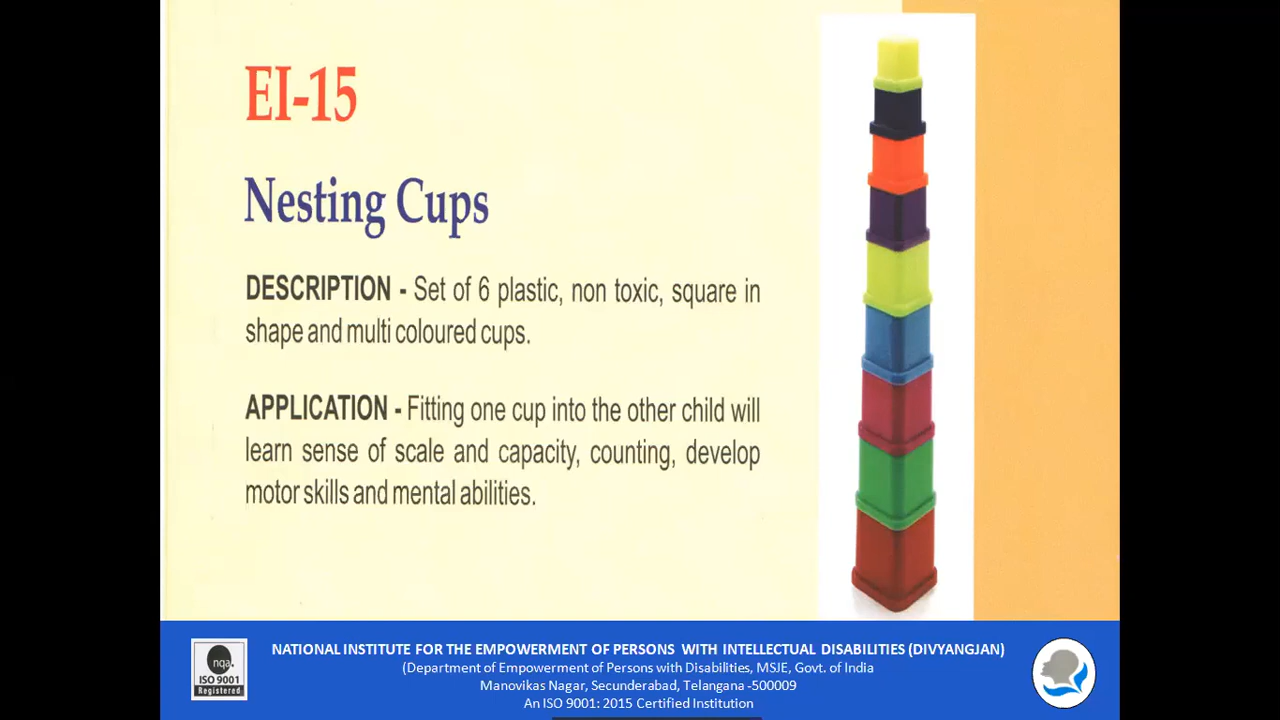 EI-15
Nesting Cups
DESCRIPTION - Set of 6 plastic, non toxic, square in
shape and multi coloured cups.
APPLICATION - Fitting one cup into the other child will
learn sense of scale and capacity, counting, develop
motor skills and mental abilities.
nqa.
ISO 9001
Registered
NATIONAL INSTITUTE FOR THE EMPOWERMENT OF PERSONS WITH INTELLECTUAL DISABILITIES (DIVYANGJAN)
(Department of Empowerment of Persons with Disabilities, MSJE, Govt. of India
Manovikas Nagar, Secunderabad, Telangana -500009
An ISO 9001: 2015 Certified Institution